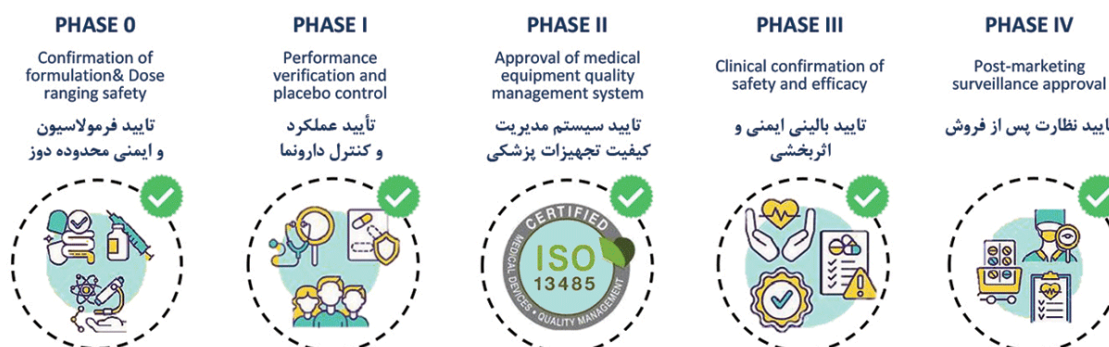 PHASE 0
Confirmation of
formulation& Dose
ranging safety
تایید فرمولاسیون
و ایمنی محدوده دوز
PHASE I
Performance
verification and
placebo control
تأیید عملکرد
و کنترل دارونما
PHASE II
Approval of medical
equipment quality
management system
تایید سیستم مدیریت
کیفیت تجهیزات پزشکی
CERTIFIED
ISO
13485
MEDICAL DEVICES • QUALITY MANAGEMENT
PHASE III
Clinical confirmation of
safety and efficacy
تایید بالینی ایمنی و
اثربخشی
PHASE IV
Post-marketing
surveillance approval
ایید نظارت پس از فروش